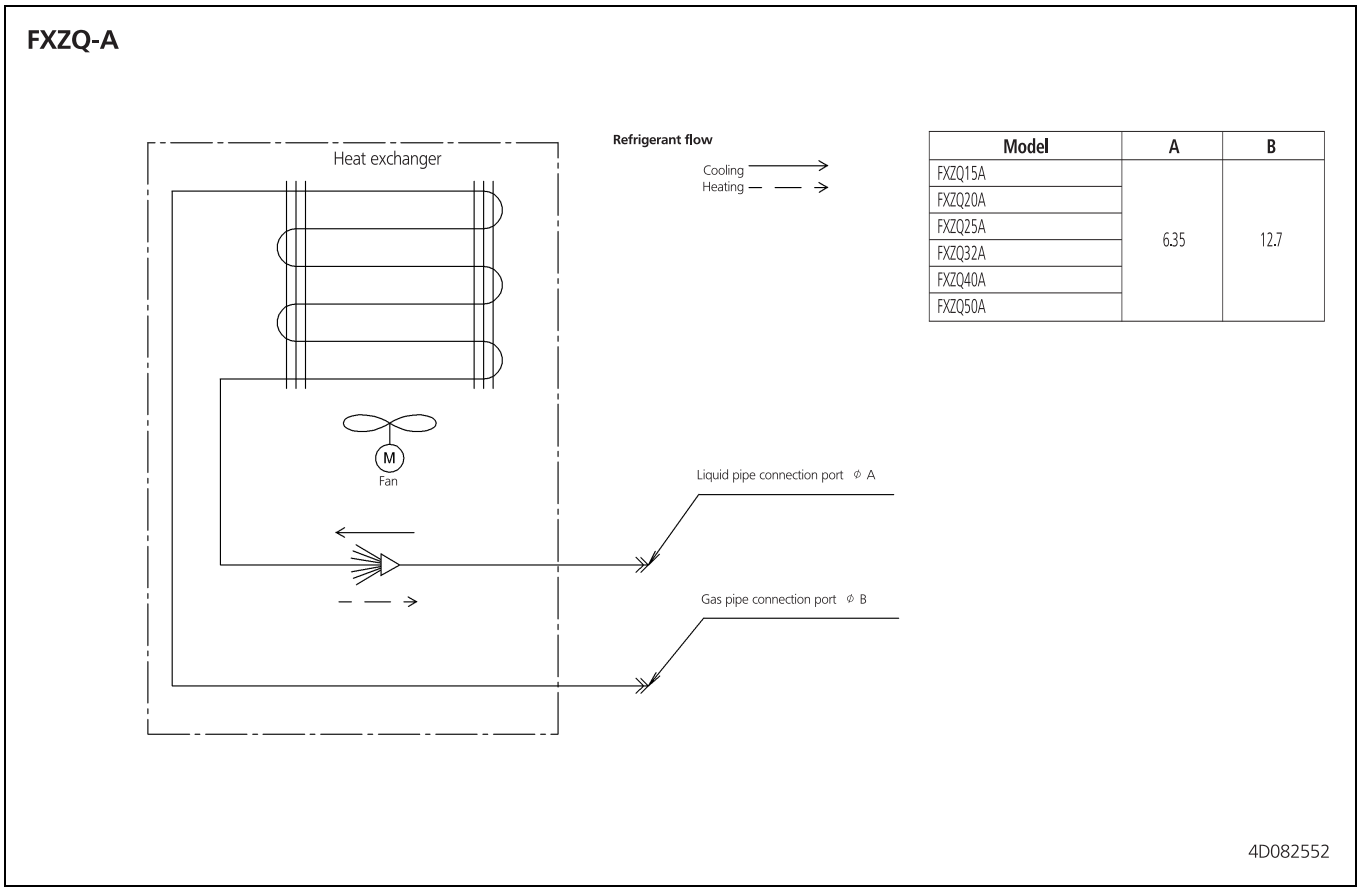 FXZQ-A
Heat exchanger
Refrigerant flow
Cooling
Heating
Model A B
FXZQ15A
FXZQ20A
FXZQ25A
FXZQ32A
FXZQ40A
FXZQ50A
6.35 12.7
M
Fan
Liquid pipe connection port ϕ A
Gas pipe connection port ϕ B
4D082552